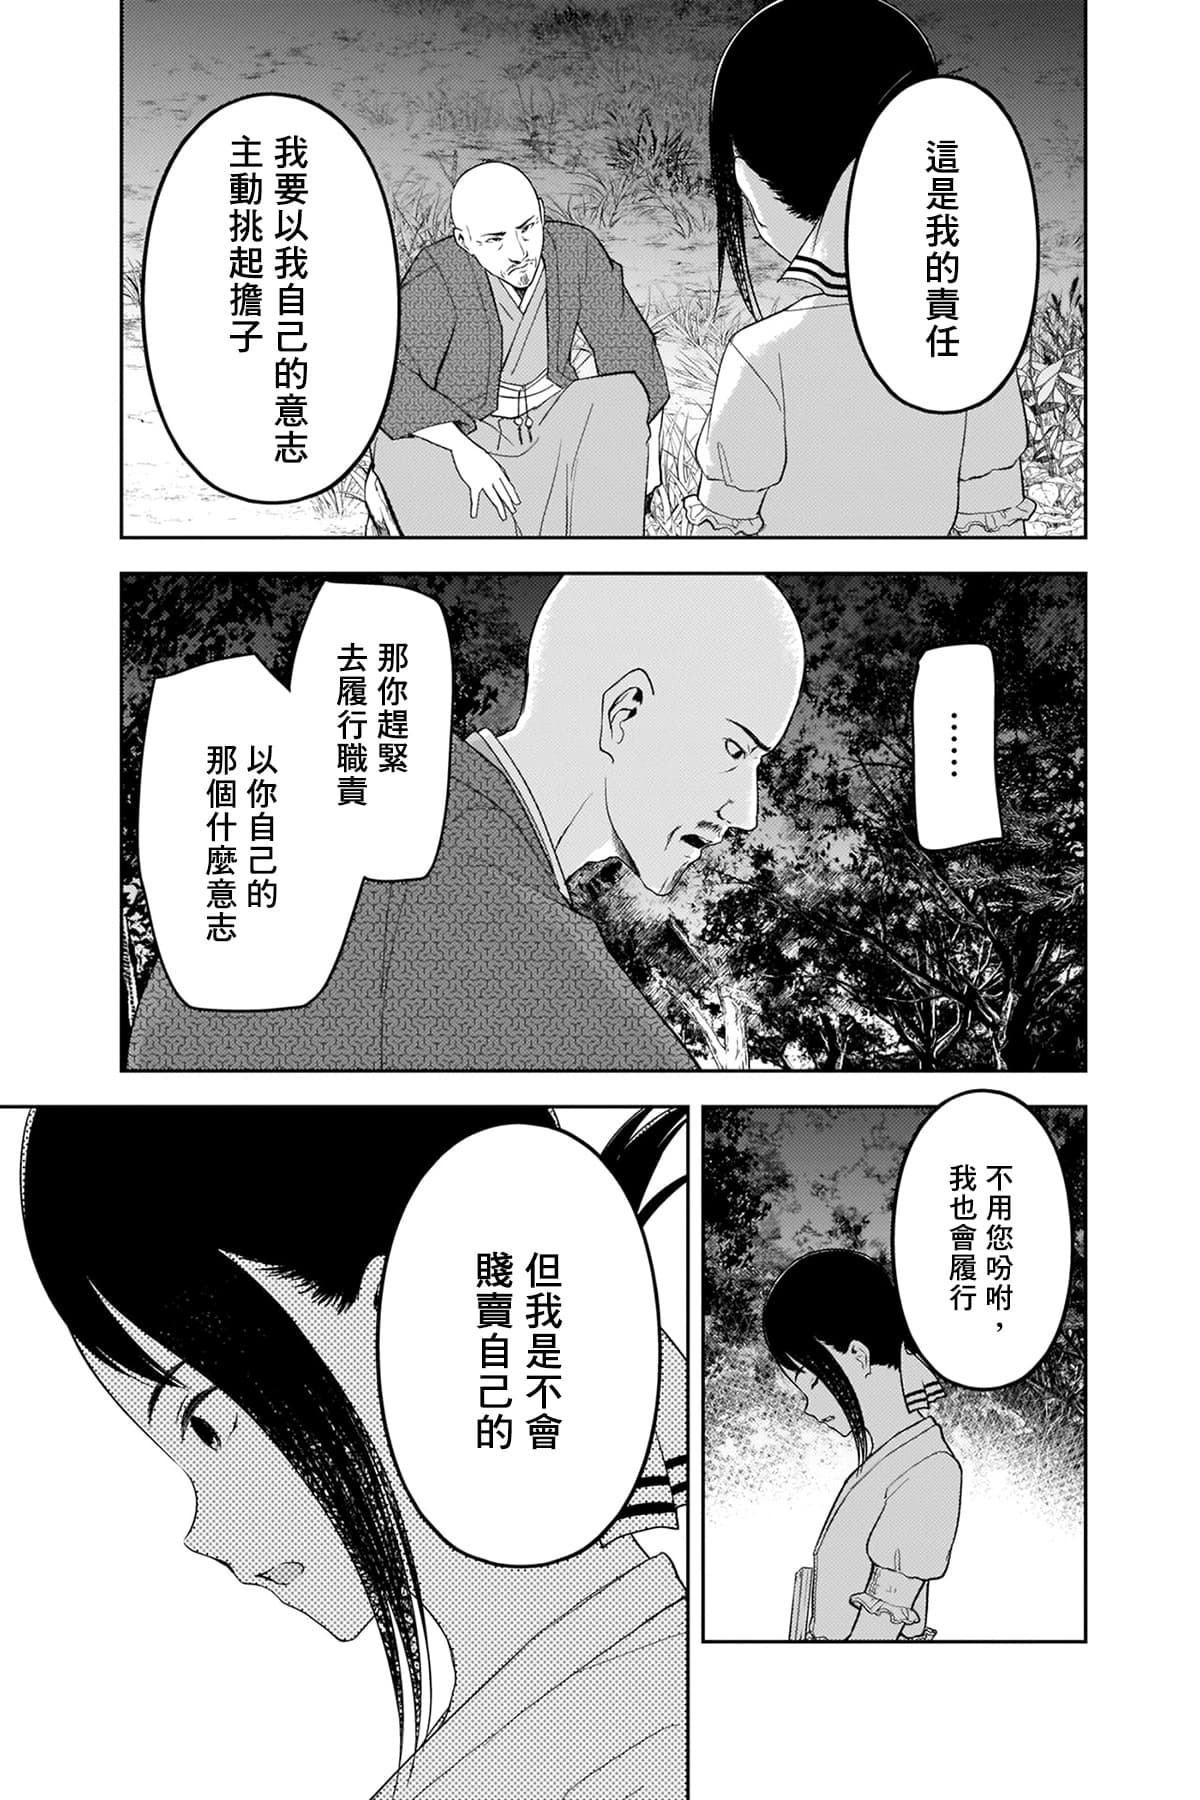 這是我的責任
我要以我自己的意志
主動挑起擔子
……
那你趕緊
去履行職責
以你自己的
那個什麼意志
不用您吩咐，
我也會履行
但我是不會
賤賣自己的